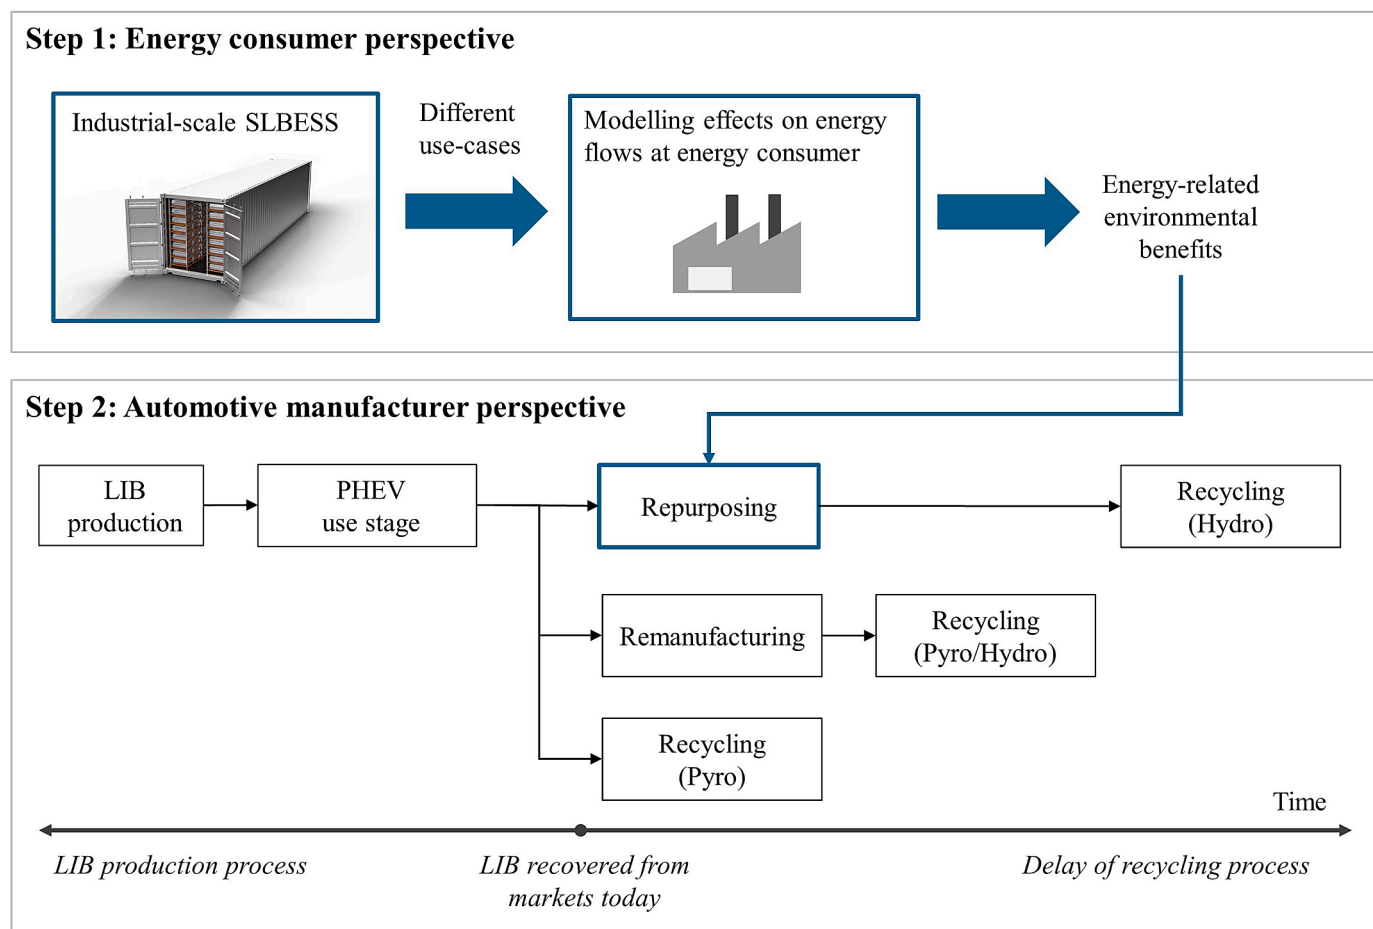 Step 1: Energy consumer perspective
Industrial-scale SLBESS
Different
use-cases
Modelling effects on energy
flows at energy consumer
Energy-related
environmental
benefits
Step 2: Automotive manufacturer perspective
LIB
production
PHEV
use stage
Repurposing
Recycling
(Hydro)
Remanufacturing
Recycling
(Pyro/Hydro)
Recycling
(Pyro)
Time
LIB production process
LIB recovered from
markets today
Delay of recycling process